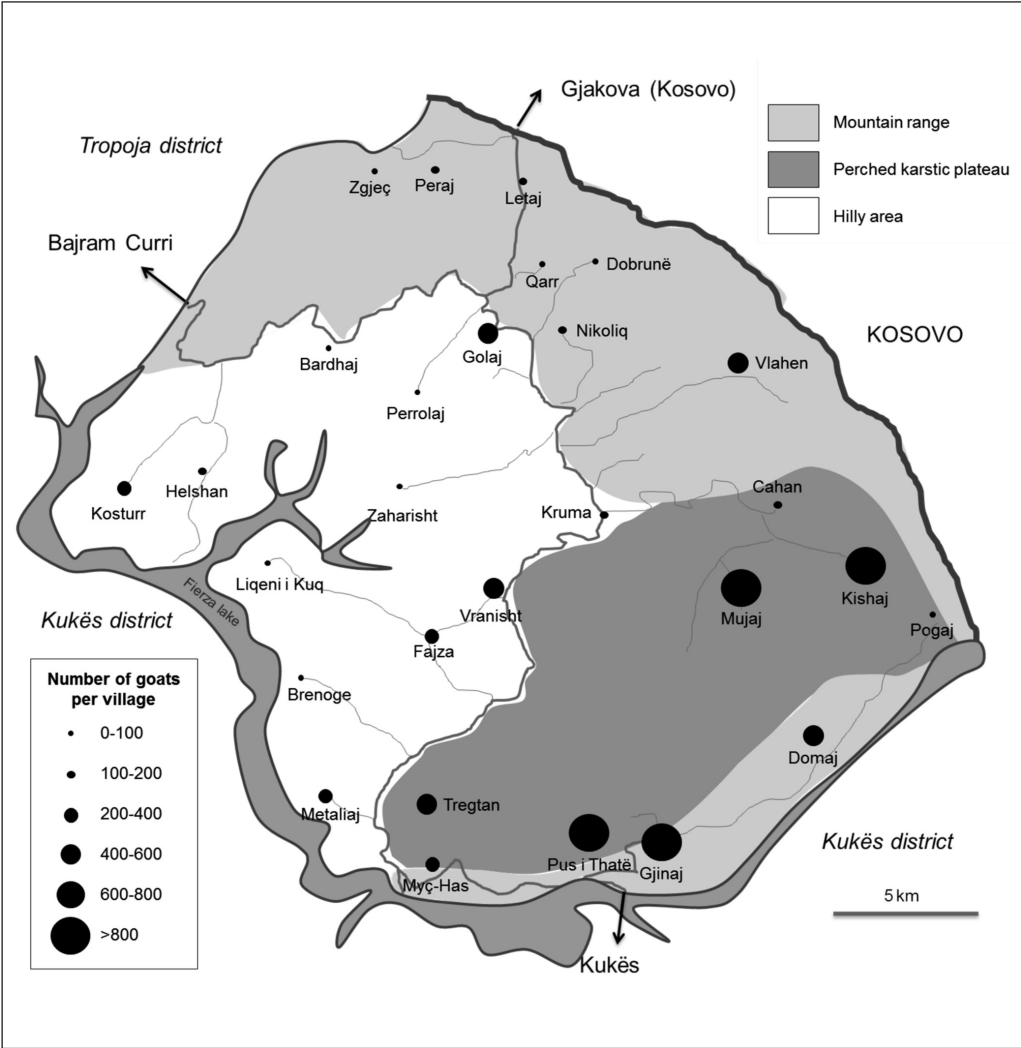 Gjakova (Kosovo)
Tropoja district
Mountain range
Perched karstic plateau
Hilly area
Zgjeç
Peraj
Letaj
Bajram Curri
Qarr
Dobrunë
Nikoliq
KOSOVO
Golaj
Bardhaj
Vlahen
Perrolaj
Cahan
Helshan
Kosturr
Zaharisht
Kruma
Liqeni i Kuq
Fierza lake
Vranisht
Mujaj
Kishaj
Kukës district
Pogaj
Fajza
Brenoge
Number of goats
per village
0-100
100-200
200-400
400-600
600-800
>800
Domaj
Metaliaj
Tregtan
Kukës district
Pus i Thatë
Gjinaj
Myç-Has
5 km
Kukës